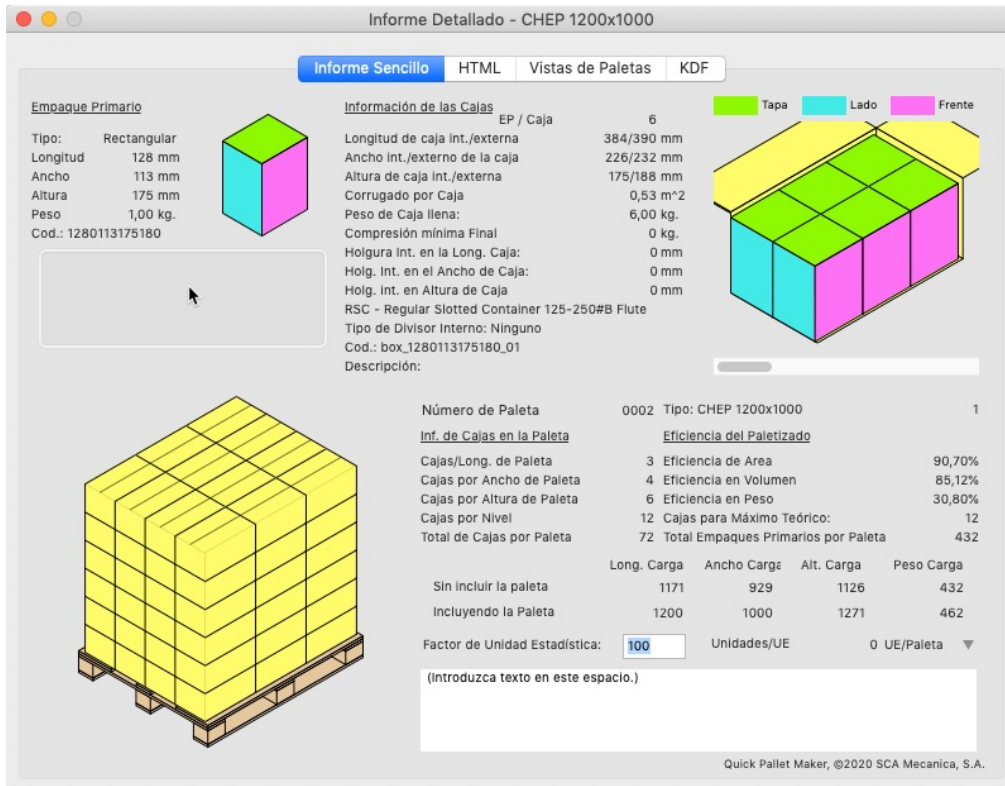 Informe Detallado - CHEP 1200x1000
Informe Sencillo HTML Vistas de Paletas KDF
Empaque Primario
Tipo: Rectangular
Longitud 128 mm
Ancho 113 mm
Altura 175 mm
Peso 1,00 kg.
Cod.: 1280113175180
Información de las Cajas
EP / Caja 6
Longitud de caja int./externa 384/390 mm
Ancho int./externo de la caja 226/232 mm
Altura de caja int./externa 175/188 mm
Corrugado por Caja 0,53 m^2
Peso de Caja llena: 6,00 kg.
Compresión mínima Final 0 kg.
Holgura Int. en la Long. Caja: 0 mm
Holg. Int. en el Ancho de Caja: 0 mm
Holg. int. en Altura de Caja 0 mm
RSC - Regular Slotted Container 125-250#B Flute
Tipo de Divisor Interno: Ninguno
Cod.: box_1280113175180_01
Descripción:
Tapa Lado Frente
Número de Paleta 0002 Tipo: CHEP 1200x1000 1
Inf. de Cajas en la Paleta Eficiencia del Paletizado
Cajas/Long. de Paleta 3 Eficiencia de Area 90,70%
Cajas por Ancho de Paleta 4 Eficiencia en Volumen 85,12%
Cajas por Altura de Paleta 6 Eficiencia en Peso 30,80%
Cajas por Nivel 12 Cajas para Máximo Teórico: 12
Total de Cajas por Paleta 72 Total Empaques Primarios por Paleta 432
Long. Carga Ancho Carga Alt. Carga Peso Carga
Sin incluir la paleta 1171 929 1126 432
Incluyendo la Paleta 1200 1000 1271 462
Factor de Unidad Estadística: 100 Unidades/UE 0 UE/Paleta
(Introduzca texto en este espacio.)
Quick Pallet Maker, ©2020 SCA Mecanica, S.A.